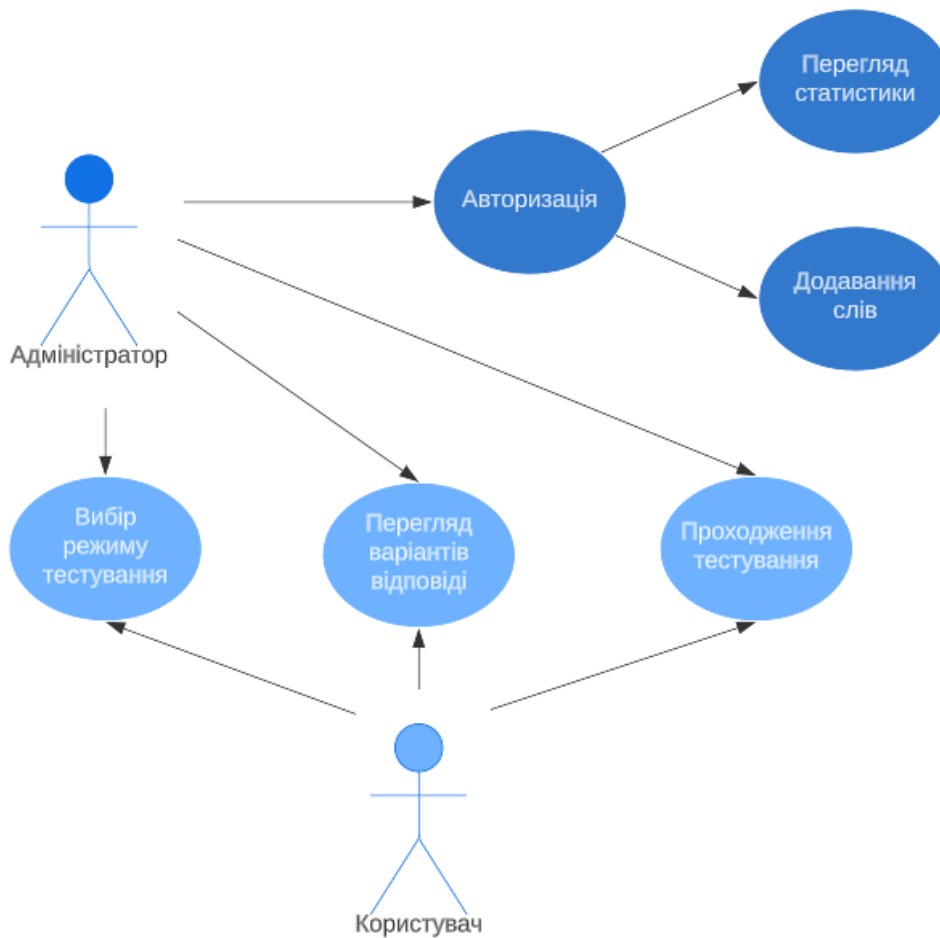 Перегляд
статистики
Авторизація
Додавання
слів
Адміністратор
Вибір
режиму
тестування
Перегляд
варіантів
відповіді
Проходження
тестування
Користувач